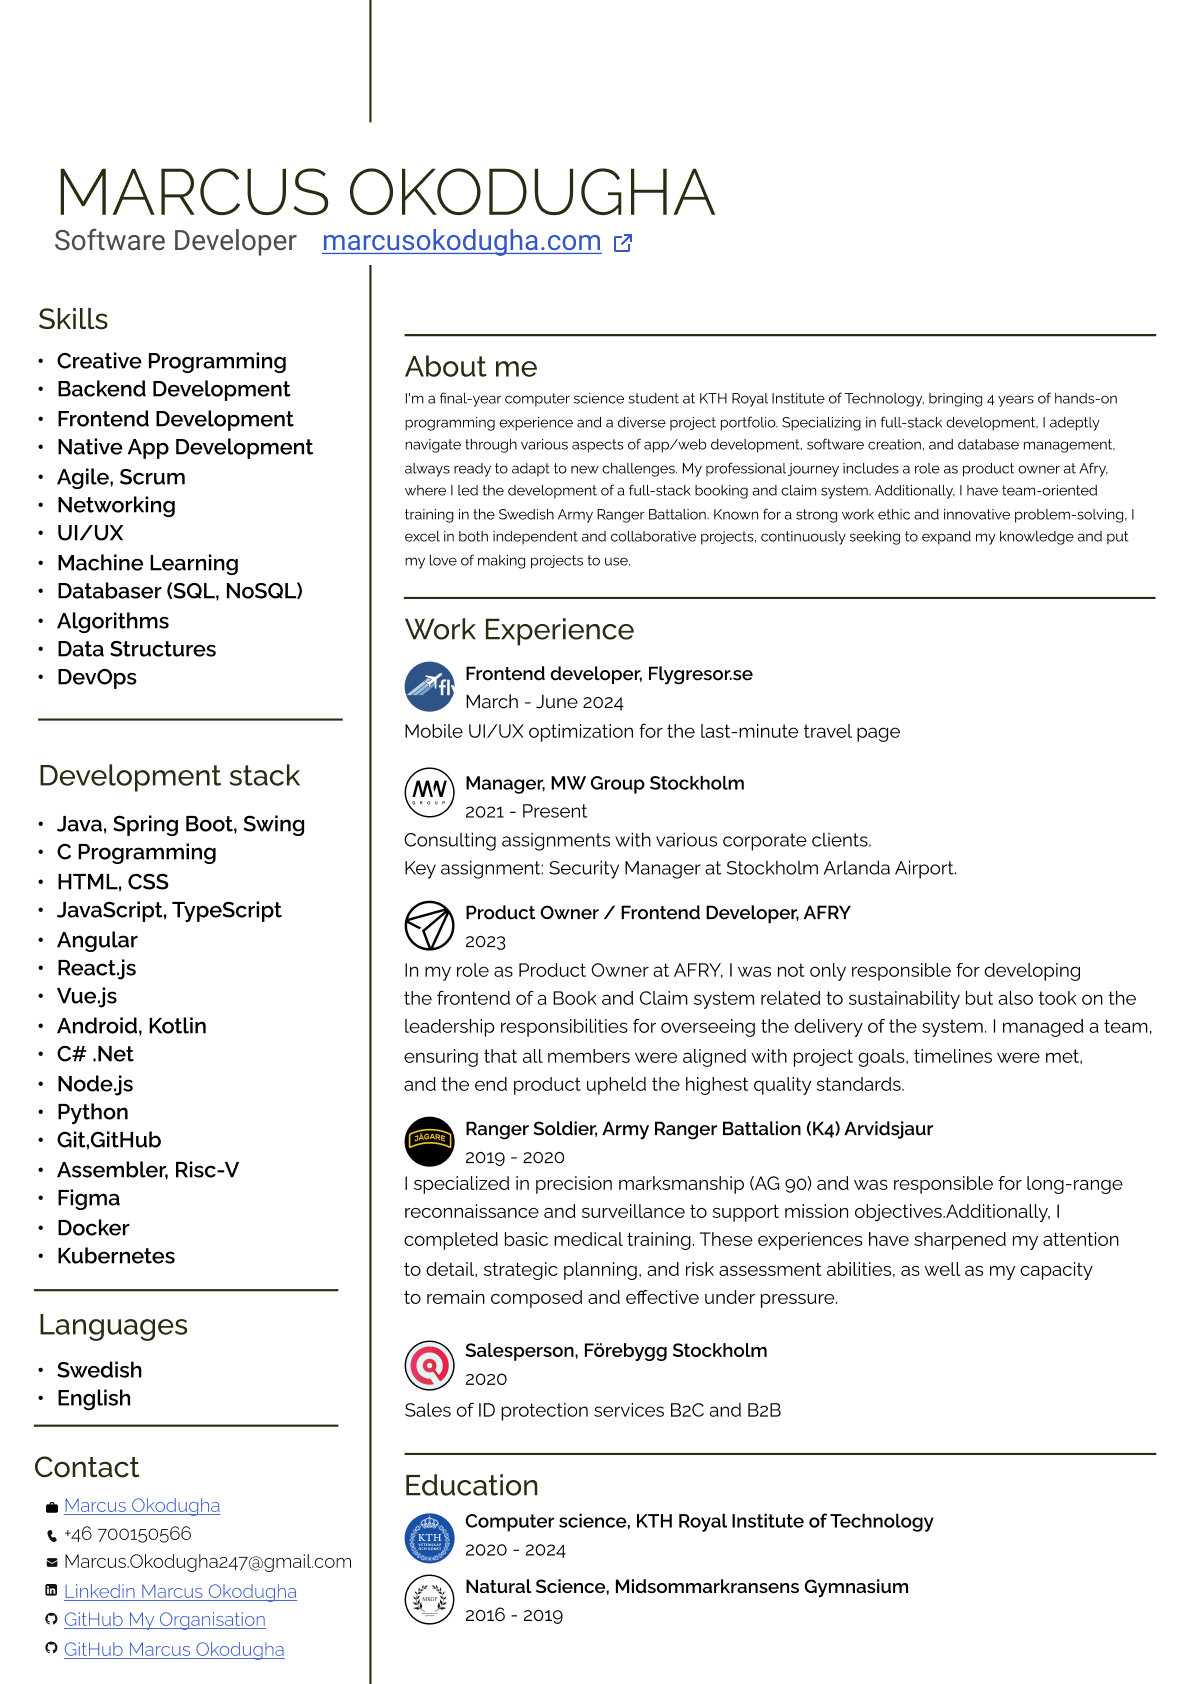 MARCUS OKODUGHA
Software Developer marcusokodugha.com
Skills
• Creative Programming
• Backend Development
• Frontend Development
• Native App Development
• Agile, Scrum
• Networking
• UI/UX
• Machine Learning
• Databaser (SQL, NoSQL)
• Algorithms
• Data Structures
• DevOps
Development stack
• Java, Spring Boot, Swing
• C Programming
• HTML, CSS
• JavaScript, TypeScript
• Angular
• React.js
• Vue.js
• Android, Kotlin
• C# .Net
• Node.js
• Python
• Git,GitHub
• Assembler, Risc-V
• Figma
• Docker
• Kubernetes
Languages
• Swedish
• English
Contact
Marcus Okodugha
+46 700150566
Marcus.Okodugha247@gmail.com
Linkedin Marcus Okodugha
GitHub My Organisation
GitHub Marcus Okodugha
About me
I'm a final-year computer science student at KTH Royal Institute of Technology, bringing 4 years of hands-on
programming experience and a diverse project portfolio. Specializing in full-stack development, I adeptly
navigate through various aspects of app/web development, software creation, and database management,
always ready to adapt to new challenges. My professional journey includes a role as product owner at Afry,
where I led the development of a full-stack booking and claim system. Additionally, I have team-oriented
training in the Swedish Army Ranger Battalion. Known for a strong work ethic and innovative problem-solving, I
excel in both independent and collaborative projects, continuously seeking to expand my knowledge and put
my love of making projects to use.
Work Experience
fly
Frontend developer, Flygresor.se
March - June 2024
Mobile UI/UX optimization for the last-minute travel page
MW
GROUP
Manager, MW Group Stockholm
2021 - Present
Consulting assignments with various corporate clients.
Key assignment: Security Manager at Stockholm Arlanda Airport.
Product Owner / Frontend Developer, AFRY
2023
In my role as Product Owner at AFRY, I was not only responsible for developing
the frontend of a Book and Claim system related to sustainability but also took on the
leadership responsibilities for overseeing the delivery of the system. I managed a team,
ensuring that all members were aligned with project goals, timelines were met,
and the end product upheld the highest quality standards.
JÄGARE
Ranger Soldier, Army Ranger Battalion (K4) Arvidsjaur
2019 - 2020
I specialized in precision marksmanship (AG 90) and was responsible for long-range
reconnaissance and surveillance to support mission objectives.Additionally, I
completed basic medical training. These experiences have sharpened my attention
to detail, strategic planning, and risk assessment abilities, as well as my capacity
to remain composed and effective under pressure.
Salesperson, Förebygg Stockholm
2020
Sales of ID protection services B2C and B2B
Education
KTH
VETENSKAP
OCH KONST
Computer science, KTH Royal Institute of Technology
2020 - 2024
Natural Science, Midsommarkransens Gymnasium
2016 - 2019